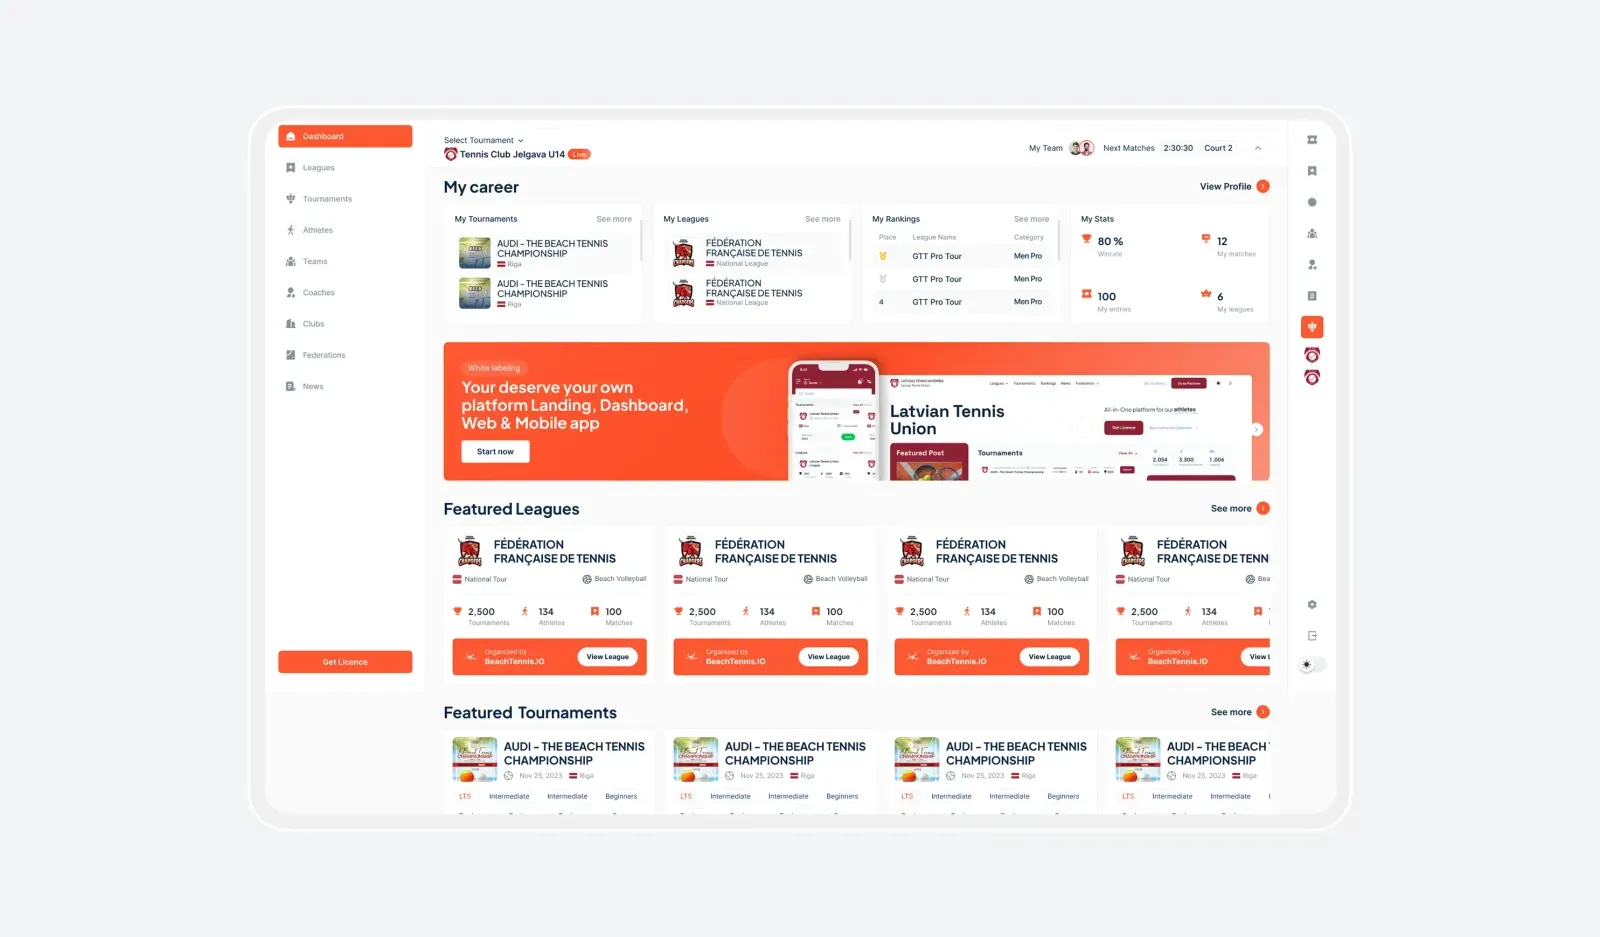 Dashboard
Leagues
Tournaments
Athletes
Teams
Coaches
Clubs
Federations
News
Get Licence
Select Tournament
Tennis Club Jelgava U14 Live
My Team Next Matches 2:30:30 Court 2
My career
View Profile
My Tournaments See more
AUDI - THE BEACH TENNIS
CHAMPIONSHIP
Riga
AUDI - THE BEACH TENNIS
CHAMPIONSHIP
Riga
My Leagues See more
FÉDÉRATION
FRANÇAISE DE TENNIS
National League
FÉDÉRATION
FRANÇAISE DE TENNIS
National League
My Rankings See more
Place League Name Category
GTT Pro Tour Men Pro
GTT Pro Tour Men Pro
4 GTT Pro Tour Men Pro
My Stats
80 %
Winrate
12
My matches
100
My entries
6
My leagues
White labeling
Your deserve your own
platform Landing, Dashboard,
Web & Mobile app
Start now
Latvian Tennis
Union
Featured Post
All-in-One platform for our athletes
Get Licence
Tournaments
View All
2,054 3,300 1,006
Featured Leagues
See more
FÉDÉRATION
FRANÇAISE DE TENNIS
National Tour Beach Volleyball
2,500 134 100
Tournaments Athletes Matches
Organized by
BeachTennis.IO
View League
FÉDÉRATION
FRANÇAISE DE TENNIS
National Tour Beach Volleyball
2,500 134 100
Tournaments Athletes Matches
Organized by
BeachTennis.IO
View League
FÉDÉRATION
FRANÇAISE DE TENNIS
National Tour Beach Volleyball
2,500 134 100
Tournaments Athletes Matches
Organized by
BeachTennis.IO
View League
FÉDÉRATION
FRANÇAISE DE TENN
National Tour Bea
2,500 134
Tournaments Athletes
Organized by
BeachTennis.IO
View L
Featured Tournaments
See more
AUDI - THE BEACH TENNIS
CHAMPIONSHIP
Nov 25, 2023 Riga
LTS Intermediate Intermediate Beginners
AUDI - THE BEACH TENNIS
CHAMPIONSHIP
Nov 25, 2023 Riga
LTS Intermediate Intermediate Beginners
AUDI - THE BEACH TENNIS
CHAMPIONSHIP
Nov 25, 2023 Riga
LTS Intermediate Intermediate Beginners
AUDI - THE BEACH
CHAMPIONSHIP
Nov 25, 2023 Riga
LTS Intermediate Intermediate